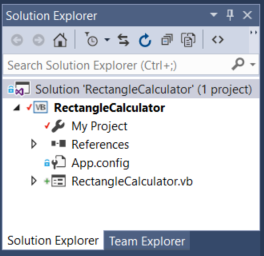 Solution Explorer
Search Solution Explorer (Ctrl+;)
Solution 'RectangleCalculator' (1 project)
VB RectangleCalculator
My Project
References
App.config
RectangleCalculator.vb
Solution Explorer Team Explorer